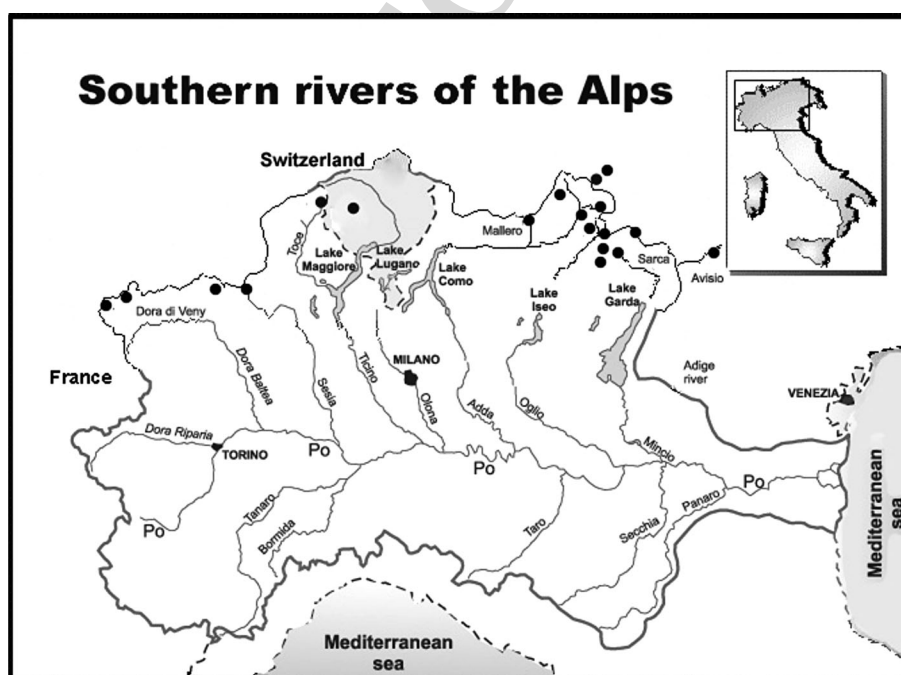 Southern rivers of the Alps
Switzerland
Toce
Lake
Maggiore
Lake
Lugano
Lake
Como
Mallero
Sarca
Avisio
Lake
Iseo
Lake
Garda
Dora di Veny
France
Dora Baltea
Sesia
Ticino
MILANO
Olona
Adda
Oglio
Adige
river
VENEZIA
Dora Riparia
TORINO
Po
Po
Mincio
Po
Panaro
Po
Tanaro
Bormida
Taro
Secchia
Mediterranean
sea
Mediterranean
sea